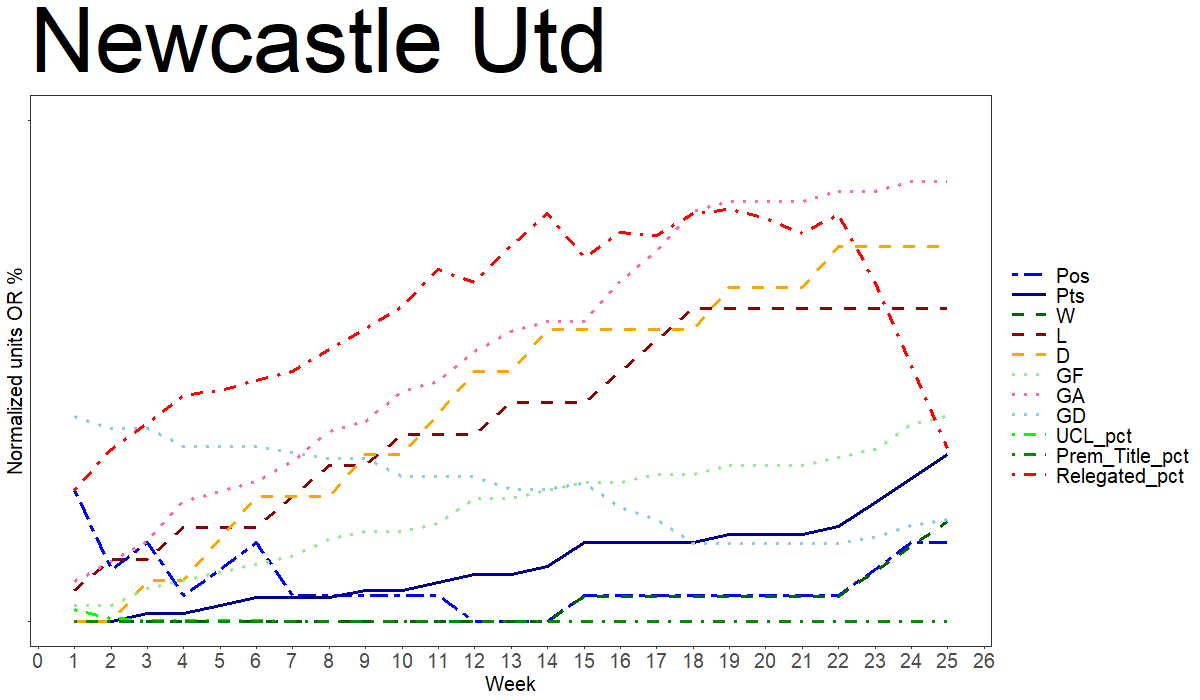 Newcastle Utd
Normalized units OR %
0 1 2 3 4 5 6 7 8 9 10 11 12 13 14 15 16 17 18 19 20 21 22 23 24 25 26
Week
Pos
Pts
W
L
D
GF
GA
GD
UCL_pct
Prem_Title_pct
Relegated_pct